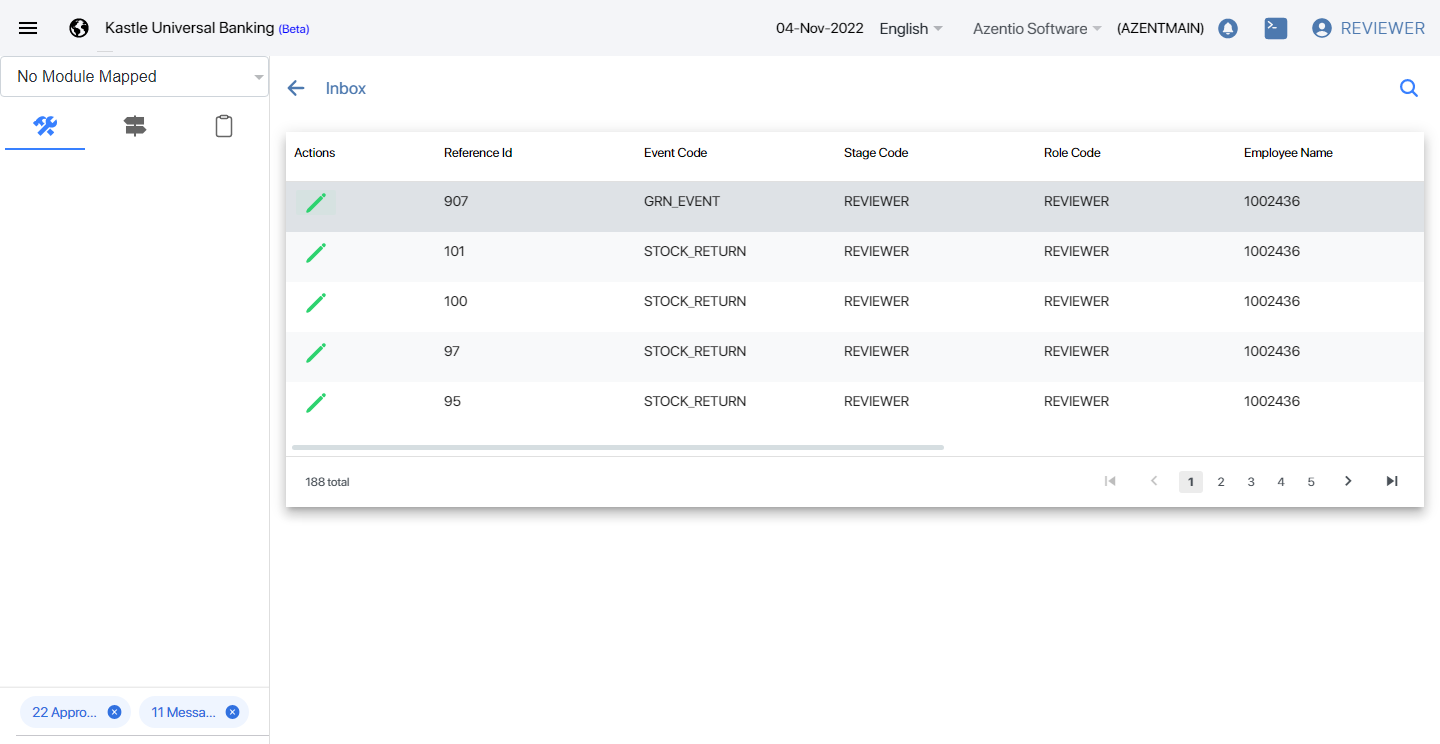 Kastle Universal Banking (Beta)
04-Nov-2022 English Azentio Software (AZENTMAIN) REVIEWER
No Module Mapped
Inbox
Actions Reference Id Event Code Stage Code Role Code Employee Name
907 GRN_EVENT REVIEWER REVIEWER 1002436
101 STOCK_RETURN REVIEWER REVIEWER 1002436
100 STOCK_RETURN REVIEWER REVIEWER 1002436
97 STOCK_RETURN REVIEWER REVIEWER 1002436
95 STOCK_RETURN REVIEWER REVIEWER 1002436
188 total 1 2 3 4 5
22 Appro... 11 Messa...